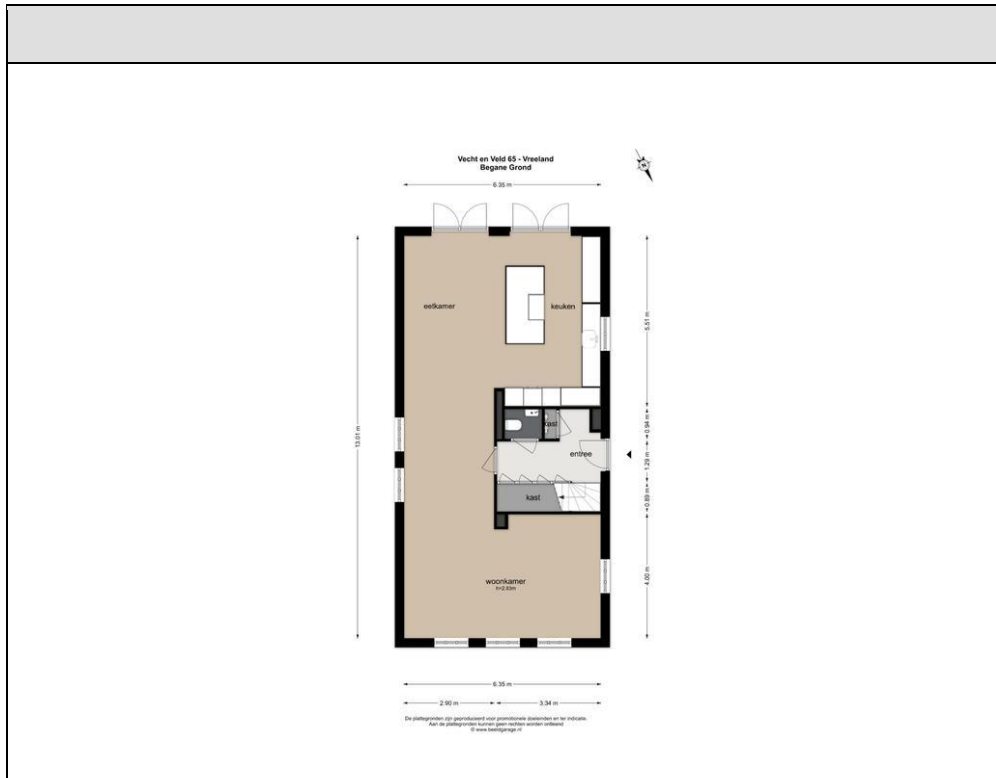 Vecht en Veld 65 - Vreeland
Begane Grond
6.35 m
eetkamer
keuken
5.51 m
13.01 m
kast
0.94 m
entree
1.29 m
kast
0.89 m
woonkamer
h=2.63m
4.00 m
6.35 m
2.90 m
3.34 m
De plattegronden zijn geproduceerd voor promotionele doeleinden en ter indicatie.
Aan de plattegronden kunnen geen rechten worden ontleend
© www.beeldgarage.nl